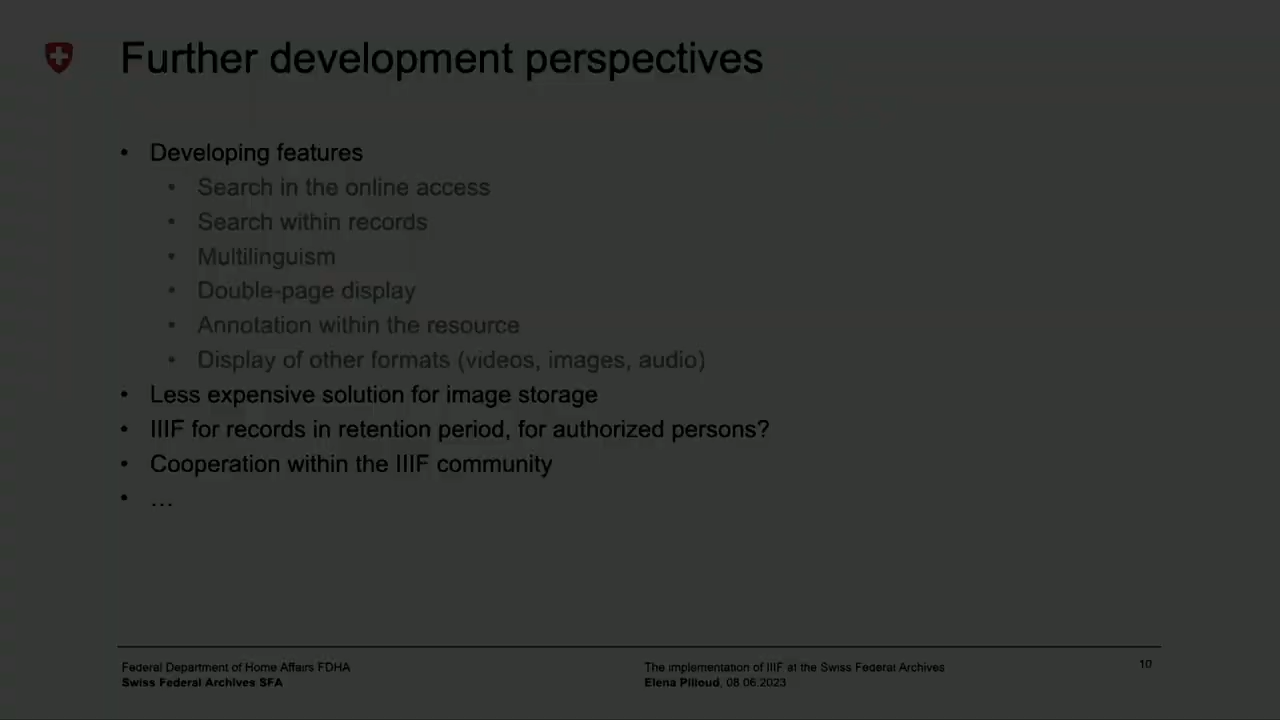 Further development perspectives
• Developing features
• Search in the online access
• Search within records
• Multilinguism
• Double-page display
• Annotation within the resource
• Display of other formats (videos, images, audio)
• Less expensive solution for image storage
• IIIF for records in retention period, for authorized persons?
• Cooperation within the IIIF community
• …
Federal Department of Home Affairs FDHA
Swiss Federal Archives SFA
The implementation of IIIF at the Swiss Federal Archives
Elena Pilloud, 08.06.2023
10